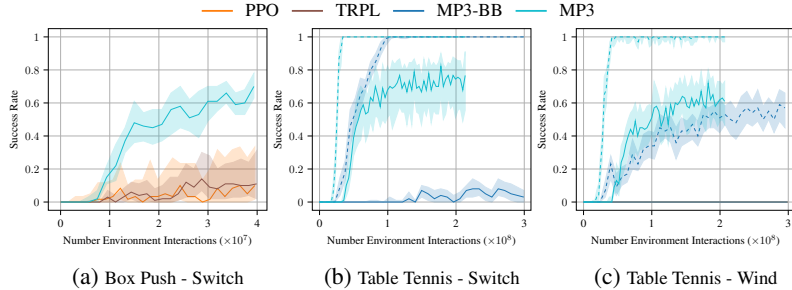 PPO TRPL MP3-BB MP3
Success Rate
1
0.8
0.6
0.4
0.2
0
0 1 2 3 4
Number Environment Interactions (×10⁷)
(a) Box Push - Switch
Success Rate
1
0.8
0.6
0.4
0.2
0
0 1 2 3
Number Environment Interactions (×10⁸)
(b) Table Tennis - Switch
Success Rate
1
0.8
0.6
0.4
0.2
0
0 1 2 3
Number Environment Interactions (×10⁸)
(c) Table Tennis - Wind